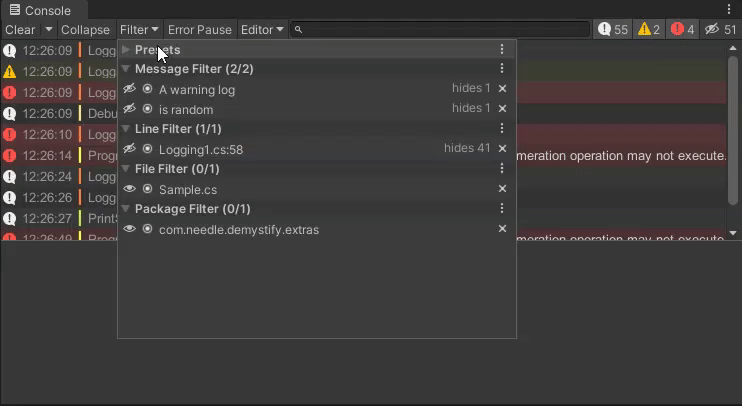 Console
Clear Collapse Filter Error Pause Editor 55 2 4 51
Presets
12:26:09 Logg
Message Filter (2/2)
12:26:09 Logg
A warning log hides 1
12:26:09 Logg
is random hides 1
12:26:09 Debu
Line Filter (1/1)
12:26:10 Logg
Logging1.cs:58 hides 41
12:26:14 Progr meration operation may not execute.
File Filter (0/1)
12:26:24 Logg
Sample.cs
12:26:26 Logg
Package Filter (0/1)
12:26:27 PrintS
com.needle.demystify.extras
12:26:49 meration operation may not execute